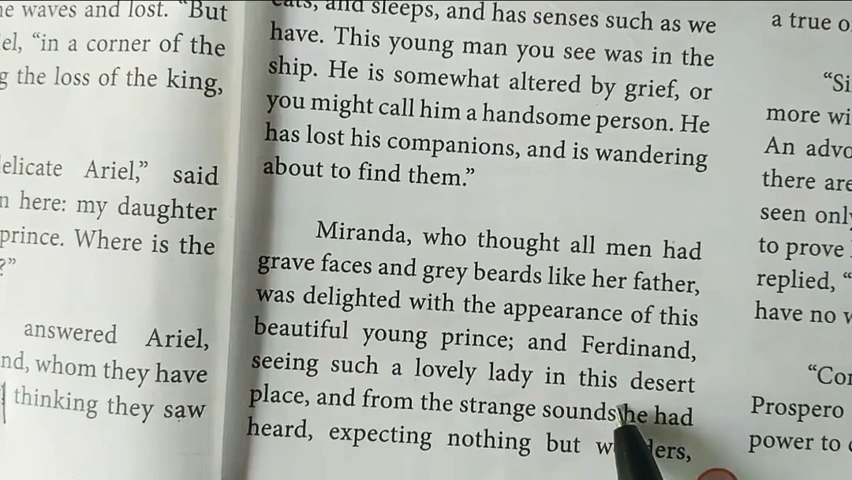 e waves and lost. "But
el, "in a corner of the
g the loss of the king,
elicate Ariel," said
n here: my daughter
prince. Where is the
?"
answered Ariel,
nd, whom they have
thinking they saw
eats, and sleeps, and has senses such as we
have. This young man you see was in the
ship. He is somewhat altered by grief, or
you might call him a handsome person. He
has lost his companions, and is wandering
about to find them."
Miranda, who thought all men had
grave faces and grey beards like her father,
was delighted with the appearance of this
beautiful young prince; and Ferdinand,
seeing such a lovely lady in this desert
place, and from the strange sounds he had
heard, expecting nothing but
a true o
"Si
more wi
An advo
there are
seen only
to prove
replied, "
have no w
"Con
Prospero
power to